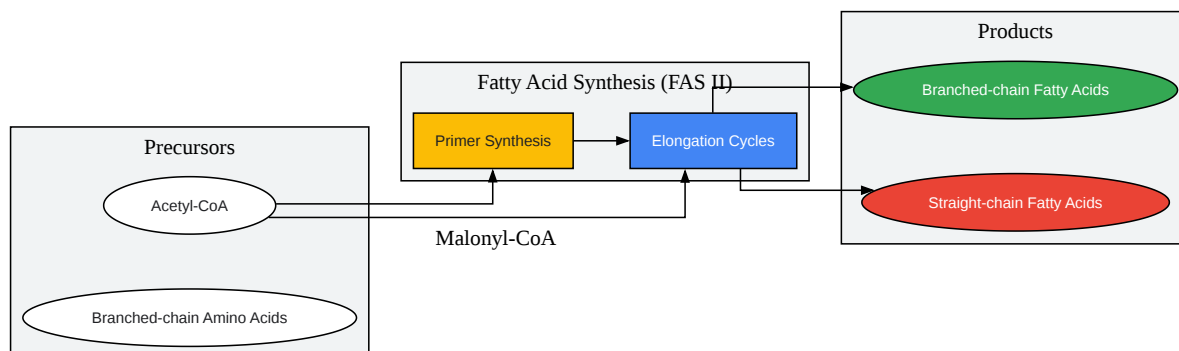 Products
Fatty Acid Synthesis (FAS II)
Branched-chain Fatty Acids
Primer Synthesis
Elongation Cycles
Precursors
Acetyl-CoA
Straight-chain Fatty Acids
Malonyl-CoA
Branched-chain Amino Acids